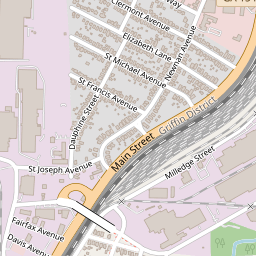 Clermont Avenue
Elizabeth Lane
St Michael Avenue
Newman Avenue
St Francis Avenue
Dauphine Street
Main Street
Griffin District
Milledge Street
St Joseph Avenue
Fairfax Avenue
Davis Avenue